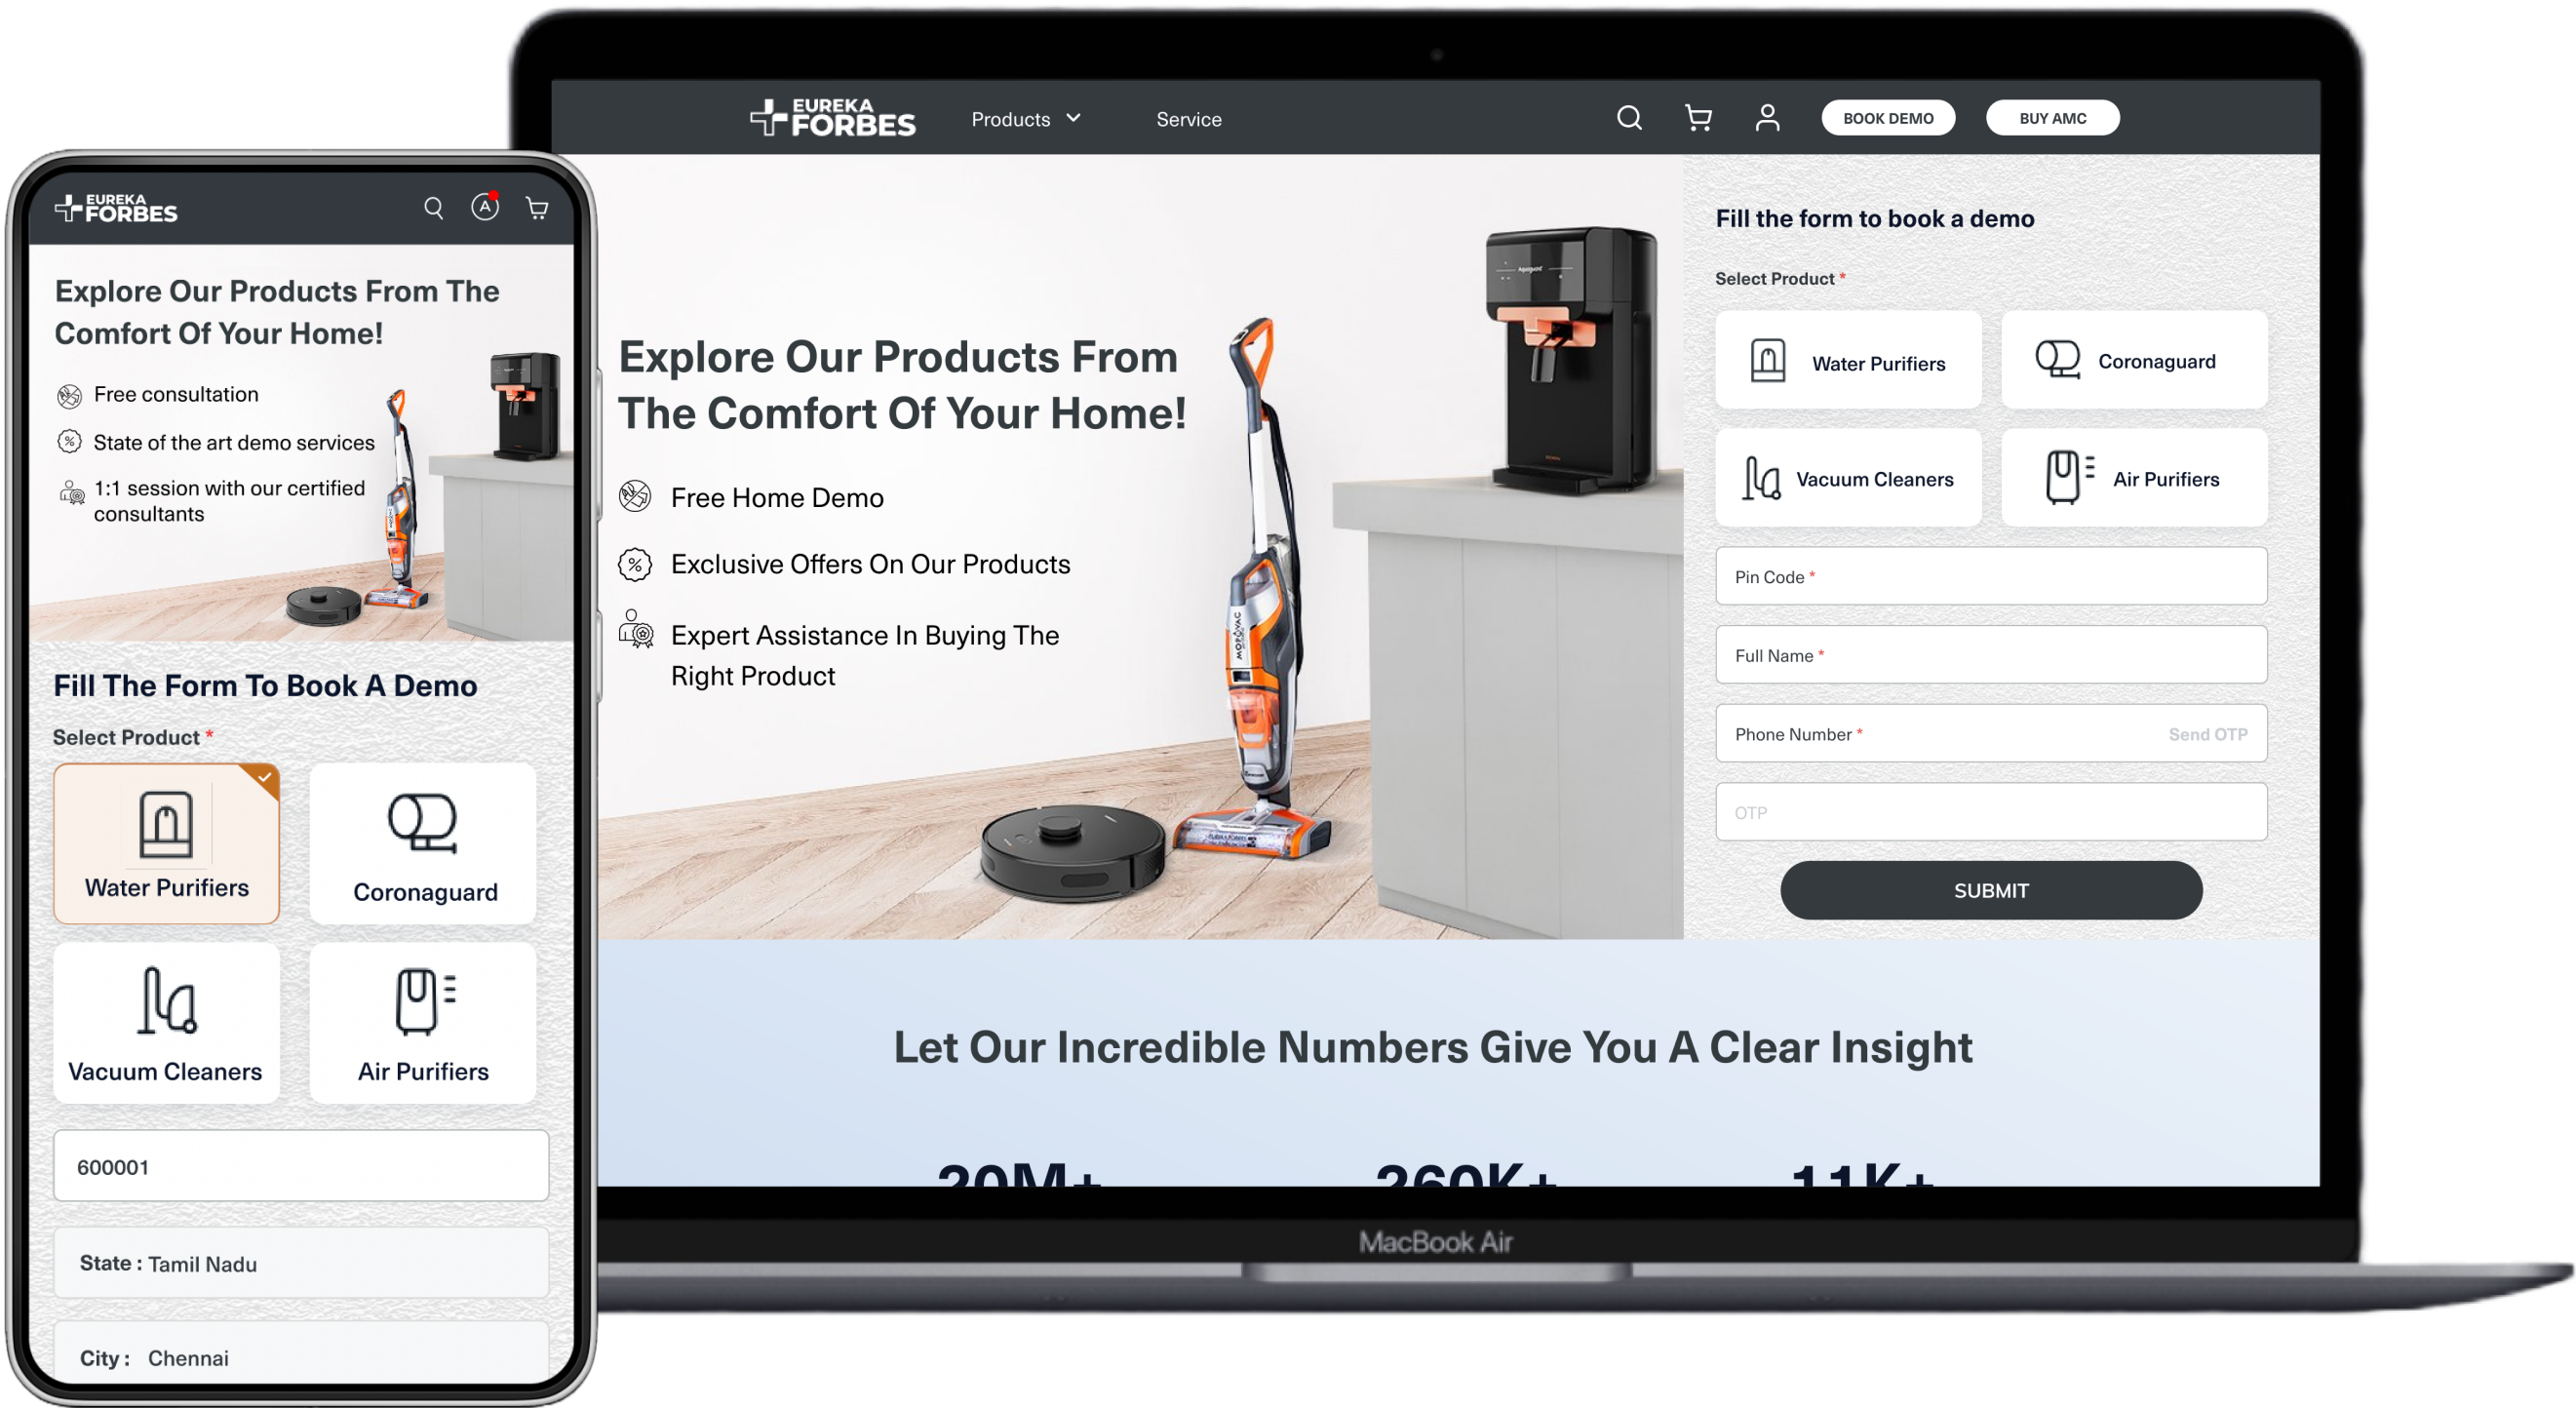 EUREKA
FORBES
A
Explore Our Products From The
Comfort Of Your Home!
Free consultation
State of the art demo services
1:1 session with our certified
consultants
Fill The Form To Book A Demo
Select Product *
Water Purifiers
Coronaguard
Vacuum Cleaners
Air Purifiers
600001
State : Tamil Nadu
City : Chennai
EUREKA
FORBES
Products
Service
BOOK DEMO
BUY AMC
Explore Our Products From
The Comfort Of Your Home!
Free Home Demo
% Exclusive Offers On Our Products
Expert Assistance In Buying The
Right Product
Aquaguard
MOPNVAC
Fill the form to book a demo
Select Product *
Water Purifiers
Coronaguard
Vacuum Cleaners
Air Purifiers
Pin Code *
Full Name *
Phone Number * Send OTP
OTP
SUBMIT
Let Our Incredible Numbers Give You A Clear Insight
11K+
MacBook Air